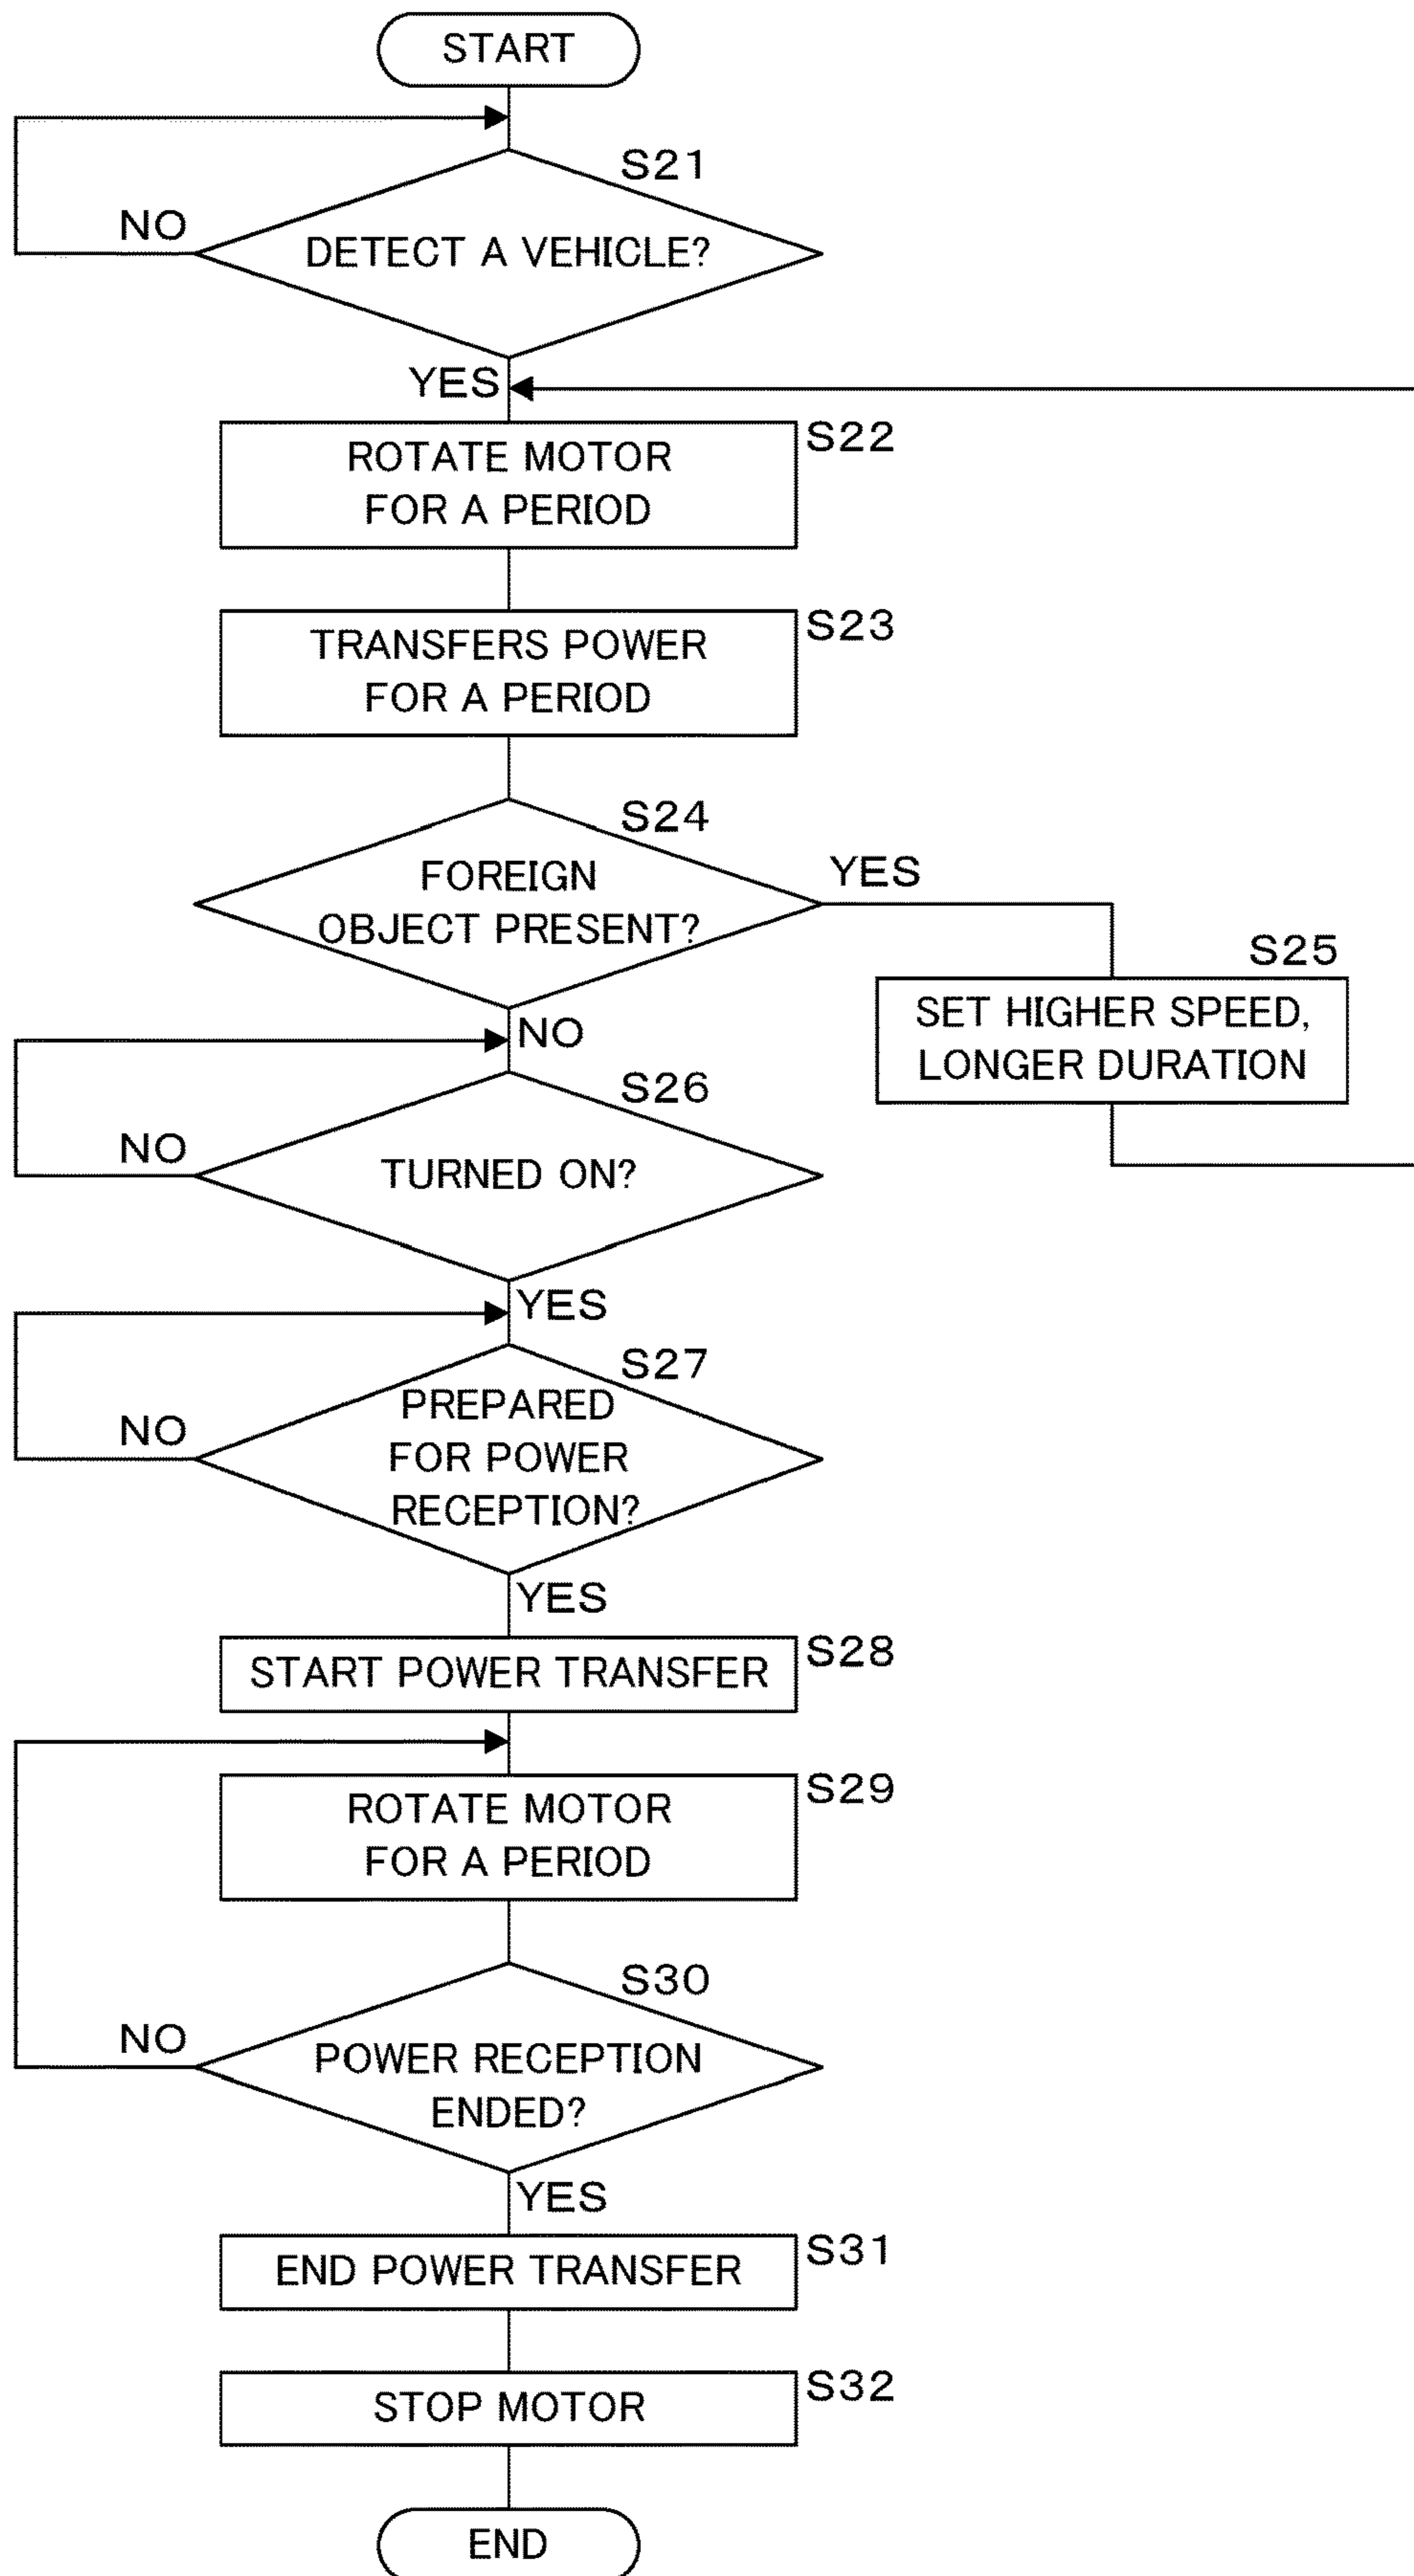 START
S21
NO
DETECT A VEHICLE?
YES
S22
ROTATE MOTOR
FOR A PERIOD
S23
TRANSFERS POWER
FOR A PERIOD
S24
FOREIGN
OBJECT PRESENT?
YES
S25
SET HIGHER SPEED,
LONGER DURATION
NO
S26
NO
TURNED ON?
YES
S27
NO
PREPARED
FOR POWER
RECEPTION?
YES
S28
START POWER TRANSFER
S29
ROTATE MOTOR
FOR A PERIOD
S30
NO
POWER RECEPTION
ENDED?
YES
S31
END POWER TRANSFER
S32
STOP MOTOR
END